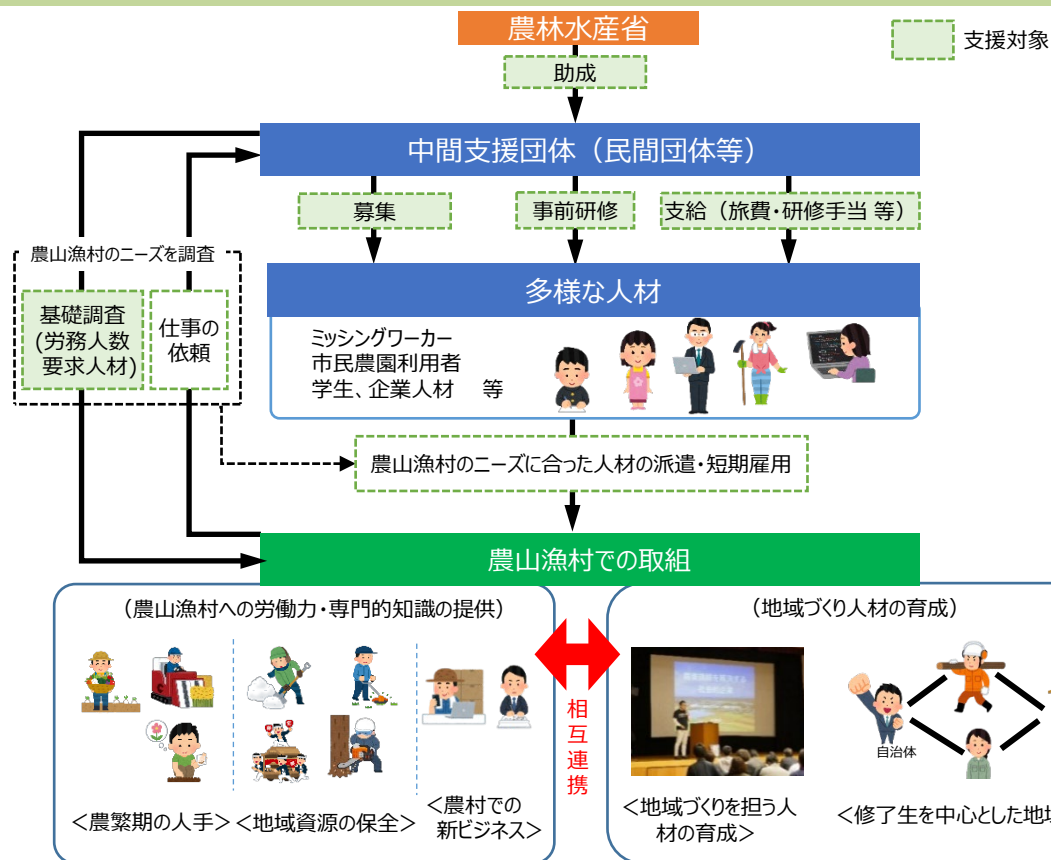 農林水産省
支援対象
助成
中間支援団体（民間団体等）
募集
事前研修
支給（旅費・研修手当 等）
農山漁村のニーズを調査
基礎調査
(労務人数
要求人材)
仕事の
依頼
多様な人材
ミッシングワーカー
市民農園利用者
学生、企業人材　等
農山漁村のニーズに合った人材の派遣・短期雇用
農山漁村での取組
（農山漁村への労働力・専門的知識の提供）
＜農繁期の人手＞
＜地域資源の保全＞
＜農村での
新ビジネス＞
相互連携
（地域づくり人材の育成）
自治体
＜地域づくりを担う人
材の育成＞
＜修了生を中心とした地域